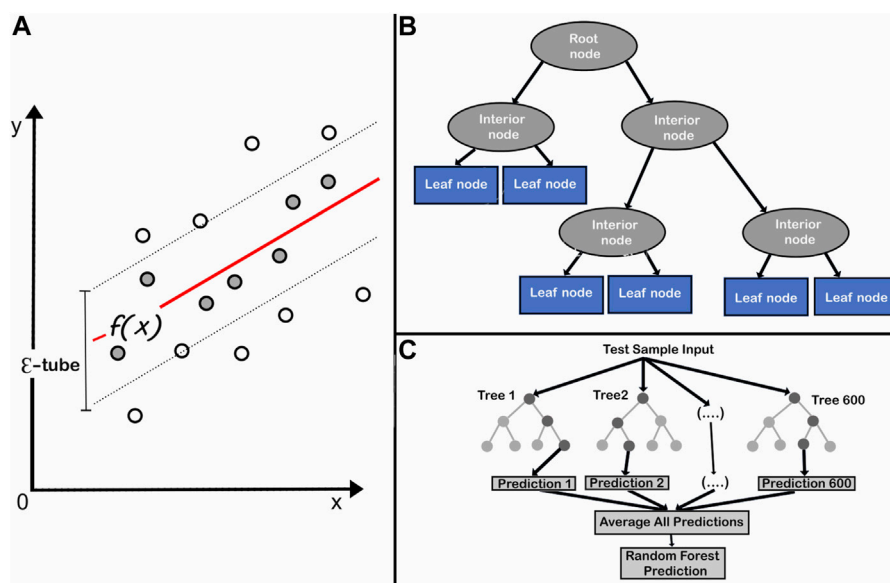 A
y
f(x)
ε-tube
0
x
B
Root
node
Interior
node
Interior
node
Leaf node
Leaf node
Interior
node
Interior
node
Leaf node
Leaf node
Leaf node
Leaf node
C
Test Sample Input
Tree 1
Tree2
(....)
Tree 600
Prediction 1
Prediction 2
(....)
Prediction 600
Average All Predictions
Random Forest
Prediction